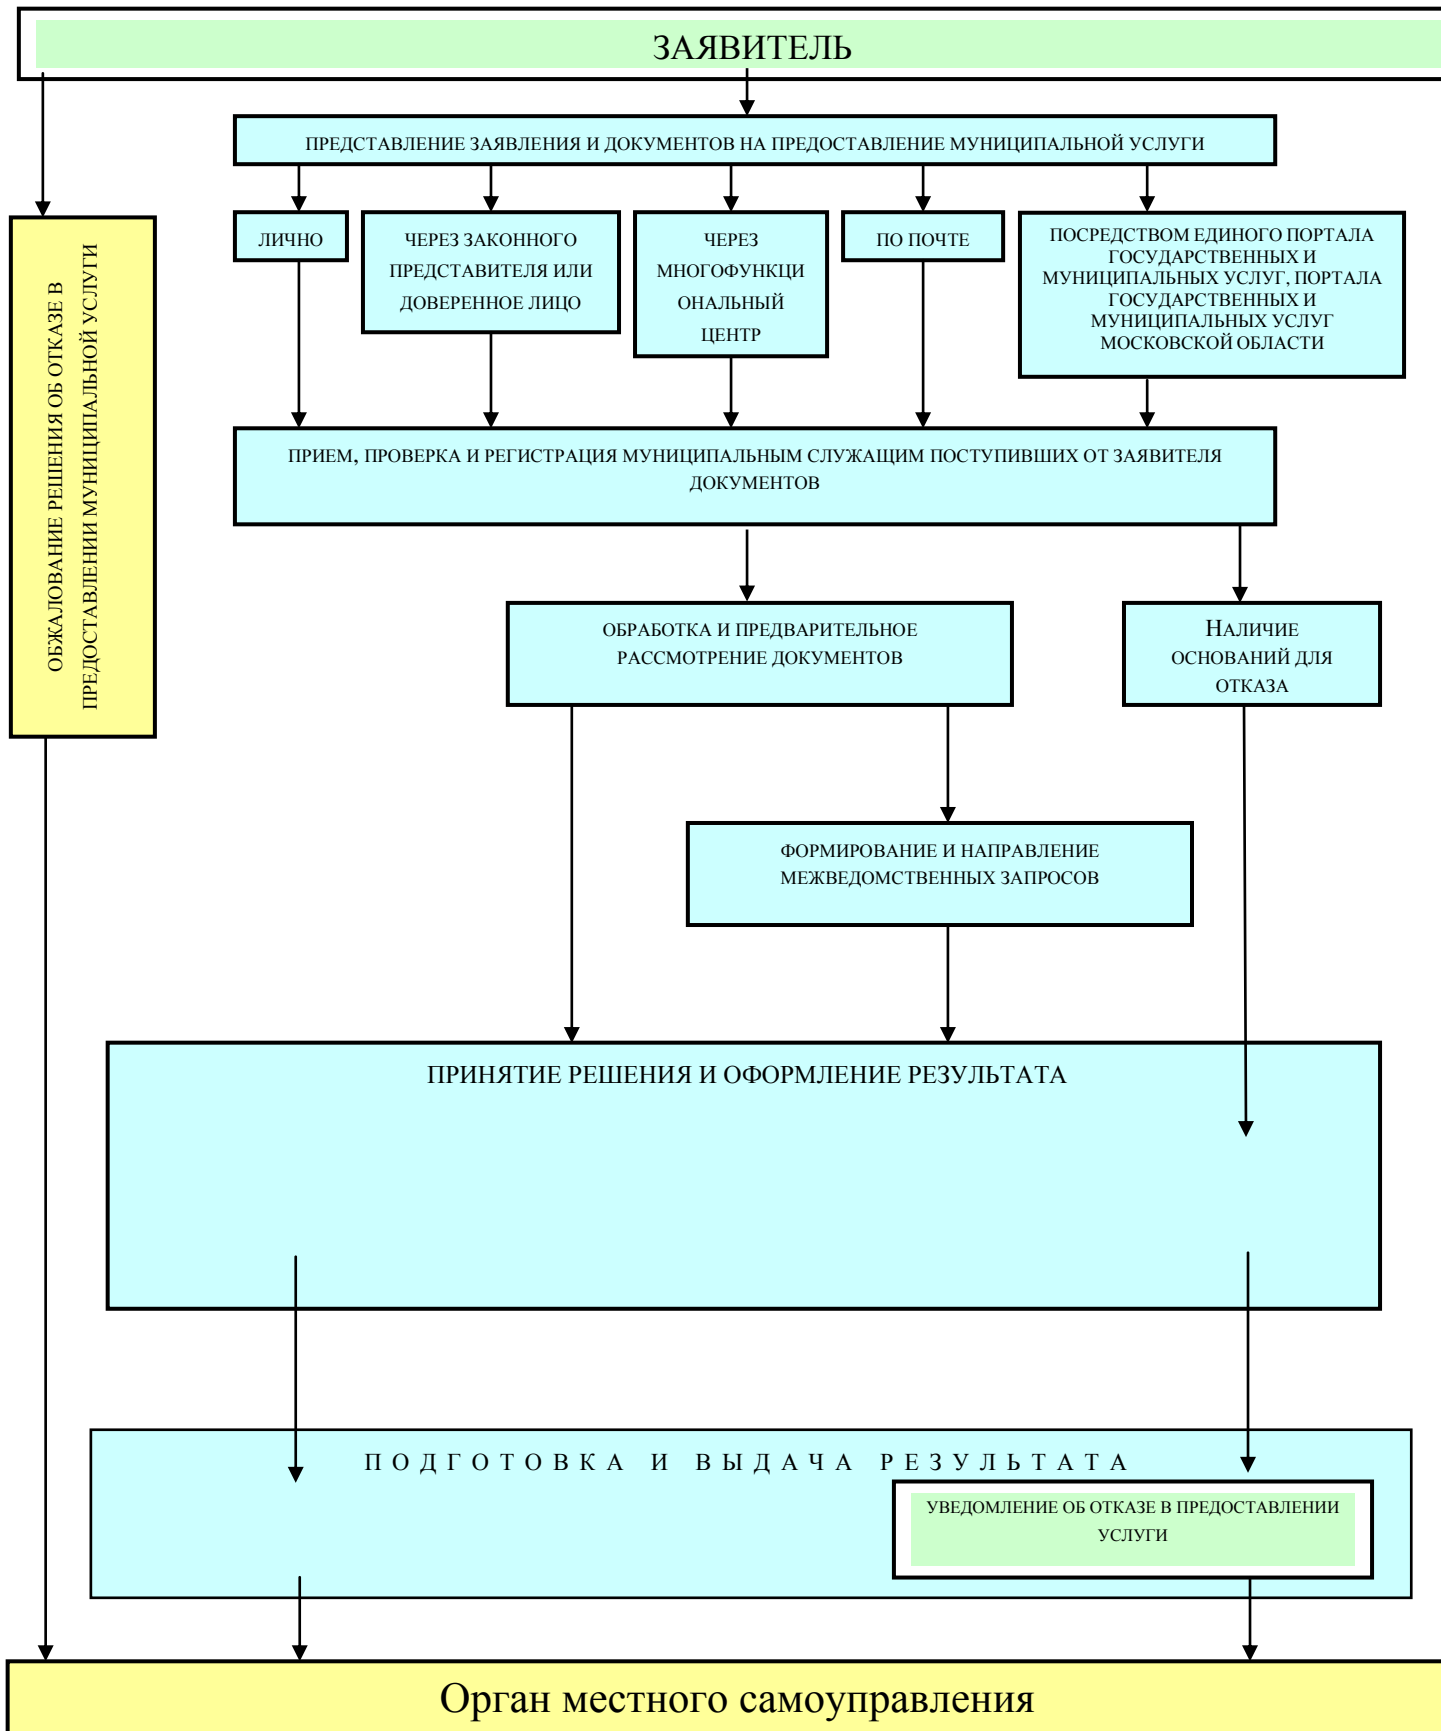 ЗАЯВИТЕЛЬ
ПРЕДСТАВЛЕНИЕ ЗАЯВЛЕНИЯ И ДОКУМЕНТОВ НА ПРЕДОСТАВЛЕНИЕ МУНИЦИПАЛЬНОЙ УСЛУГИ
ЛИЧНО
ЧЕРЕЗ ЗАКОННОГО
ПРЕДСТАВИТЕЛЯ ИЛИ
ДОВЕРЕННОЕ ЛИЦО
ЧЕРЕЗ
МНОГОФУНКЦИ
ОНАЛЬНЫЙ
ЦЕНТР
ПО ПОЧТЕ
ПОСРЕДСТВОМ ЕДИНОГО ПОРТАЛА
ГОСУДАРСТВЕННЫХ И
МУНИЦИПАЛЬНЫХ УСЛУГ, ПОРТАЛА
ГОСУДАРСТВЕННЫХ И
МУНИЦИПАЛЬНЫХ УСЛУГ
МОСКОВСКОЙ ОБЛАСТИ
ОБЖАЛОВАНИЕ РЕШЕНИЯ ОБ ОТКАЗЕ В
ПРЕДОСТАВЛЕНИИ МУНИЦИПАЛЬНОЙ УСЛУГИ
ПРИЕМ, ПРОВЕРКА И РЕГИСТРАЦИЯ МУНИЦИПАЛЬНЫМ СЛУЖАЩИМ ПОСТУПИВШИХ ОТ ЗАЯВИТЕЛЯ
ДОКУМЕНТОВ
ОБРАБОТКА И ПРЕДВАРИТЕЛЬНОЕ
РАССМОТРЕНИЕ ДОКУМЕНТОВ
НАЛИЧИЕ
ОСНОВАНИЙ ДЛЯ
ОТКАЗА
ФОРМИРОВАНИЕ И НАПРАВЛЕНИЕ
МЕЖВЕДОМСТВЕННЫХ ЗАПРОСОВ
ПРИНЯТИЕ РЕШЕНИЯ И ОФОРМЛЕНИЕ РЕЗУЛЬТАТА
ПОДГОТОВКА И ВЫДАЧА РЕЗУЛЬТАТА
УВЕДОМЛЕНИЕ ОБ ОТКАЗЕ В ПРЕДОСТАВЛЕНИИ
УСЛУГИ
Орган местного самоуправления